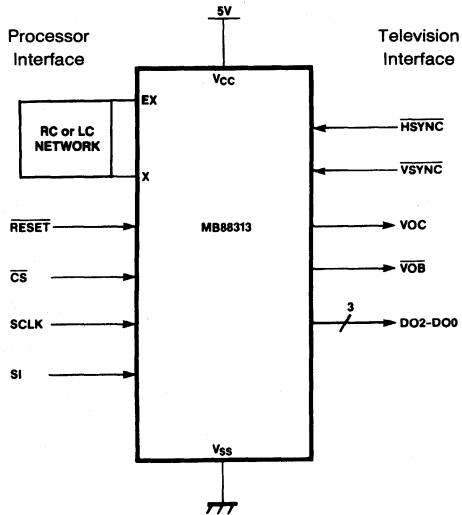 5V
Processor
Interface
Television
Interface
VCC
EX
RC or LC
NETWORK
X
HSYNC
VSYNC
RESET
MB88313
VOC
CS
VOB
SCLK
3
DO2–DO0
SI
VSS